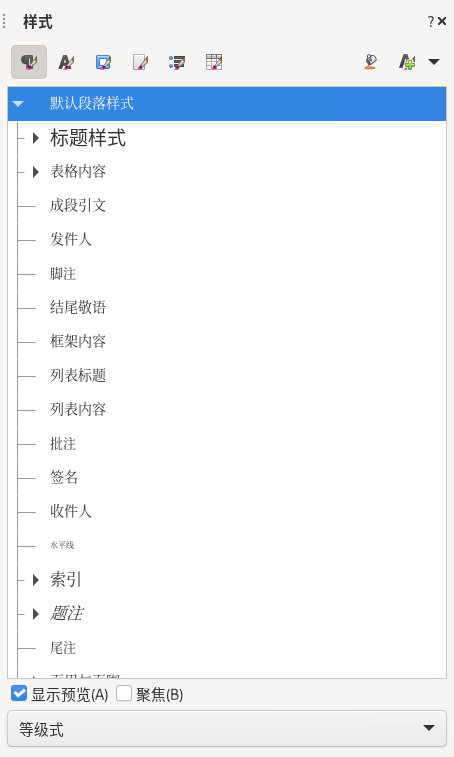 样式 ?
默认段落样式
标题样式
表格内容
成段引文
发件人
脚注
结尾敬语
框架内容
列表标题
列表内容
批注
签名
收件人
水平线
索引
题注
尾注
显示预览(A) 聚焦(B)
等级式